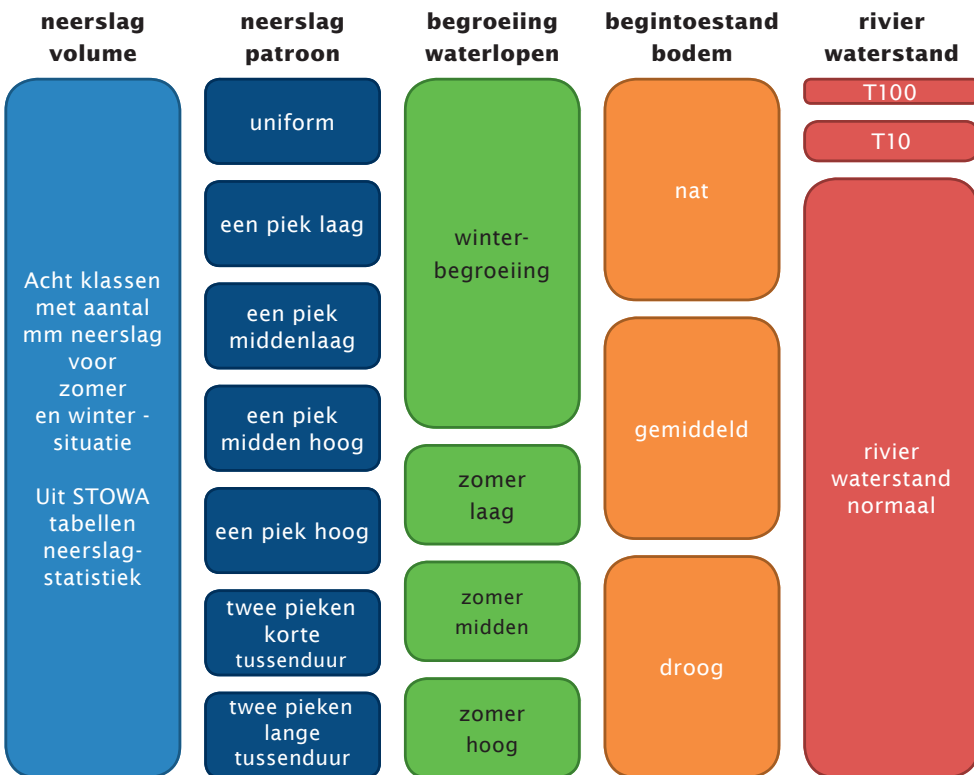 neerslag
volume
neerslag
patroon
begroeiing
waterlopen
begintoestand
bodem
rivier
waterstand
Acht klassen
met aantal
mm neerslag
voor
zomer
en winter -
situatie
Uit STOWA
tabellen
neerslag-
statistiek
uniform
een piek laag
een piek
middenlaag
een piek
midden hoog
een piek hoog
twee pieken
korte
tussenduur
twee pieken
lange
tussenduur
winter-
begroeiing
zomer
laag
zomer
midden
zomer
hoog
nat
gemiddeld
droog
T100
T10
rivier
waterstand
normaal